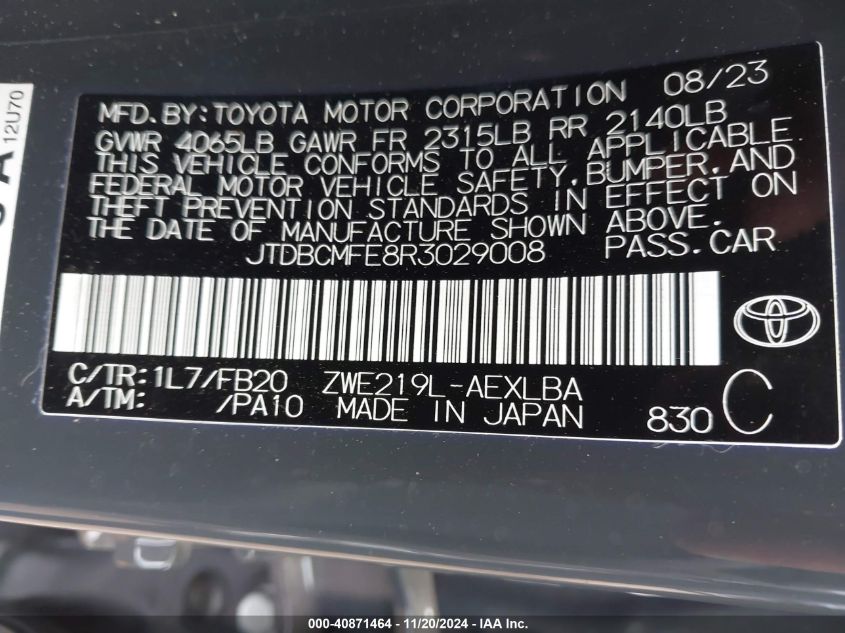 08/23
MFD.BY:TOYOTA MOTOR CORPORATION
GVWR 4065LB GAWR FR 2315LB RR 2140LB
THIS VEHICLE CONFORMS TO ALL APPLICABLE
FEDERAL MOTOR VEHICLE SAFETY,BUMPER,AND
THEFT PREVENTION STANDARDS IN EFFECT ON
THE DATE OF MANUFACTURE SHOWN ABOVE.
JTDBCMFE8R3029008 PASS.CAR
C/TR:1L7/FB20 ZWE219L-AEXLBA
A/TM: /PA10 MADE IN JAPAN 830 C
12U70
000-40871464 - 11/20/2024 - IAA Inc.